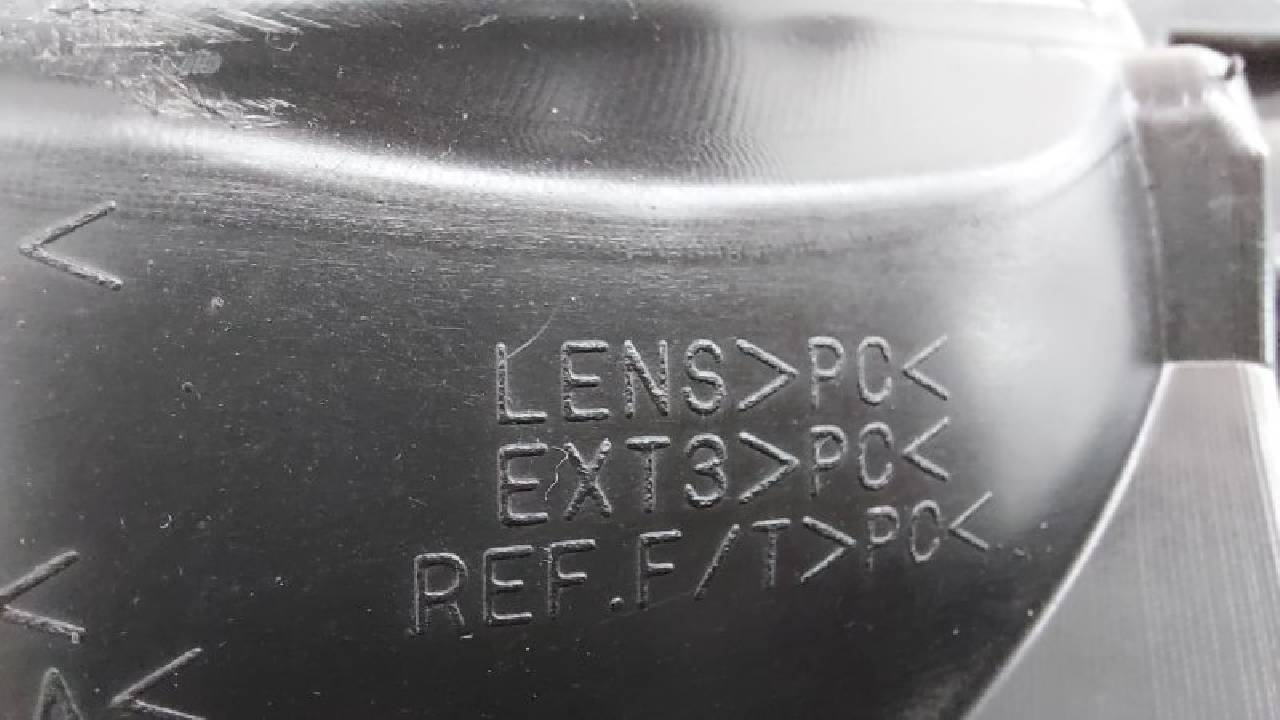 <
LENS>PC<
EXT3>PC<
REF.F/T>PC<
<
<